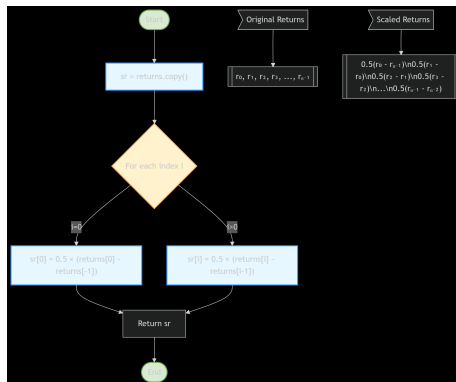 Start
Original Returns
Scaled Returns
sr = returns.copy()
r₀, r₁, r₂, r₃, ..., rₙ₋₁
0.5(r₀ - rₙ₋₁)\n0.5(r₁ -
r₀)\n0.5(r₂ - r₁)\n0.5(r₃ -
r₂)\n...\n0.5(rₙ₋₁ - rₙ₋₂)
For each index i
i=0
i>0
sr[0] = 0.5 × (returns[0] -
returns[-1])
sr[i] = 0.5 × (returns[i] -
returns[i-1])
Return sr
End